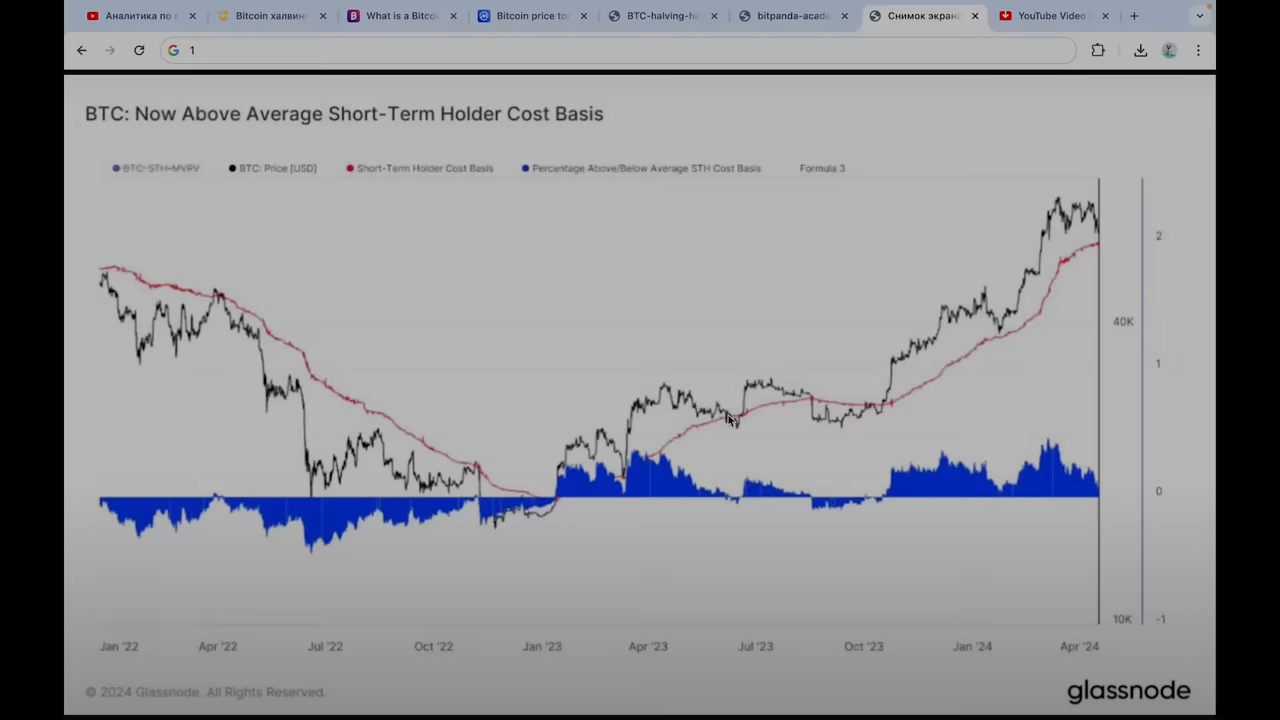 Аналитика по
Bitcoin халвин
What is a Bitco
Bitcoin price to
BTC-halving-hi
bitpanda-acad
Снимок экран
YouTube Video
1
BTC: Now Above Average Short-Term Holder Cost Basis
BTC: STH-MVRV
BTC: Price [USD]
Short-Term Holder Cost Basis
Percentage Above/Below Average STH Cost Basis
Formula 3
2
40K
1
0
10K
-1
Jan '22
Apr '22
Jul '22
Oct '22
Jan '23
Apr '23
Jul '23
Oct '23
Jan '24
Apr '24
© 2024 Glassnode. All Rights Reserved.
glassnode